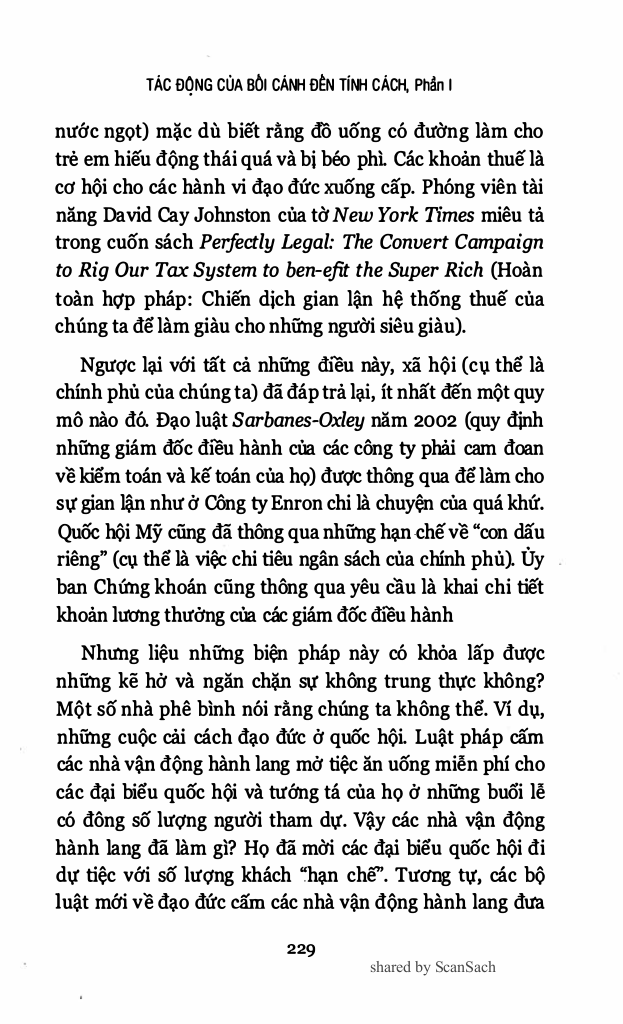 TÁC ĐỘNG CỦA BỐI CẢNH ĐẾN TÍNH CÁCH, Phần I
nước ngọt) mặc dù biết rằng đồ uống có đường làm cho
trẻ em hiếu động thái quá và bị béo phì. Các khoản thuế là
cơ hội cho các hành vi đạo đức xuống cấp. Phóng viên tài
năng David Cay Johnston của tờ New York Times miêu tả
trong cuốn sách Perfectly Legal: The Convert Campaign
to Rig Our Tax System to ben-efit the Super Rich (Hoàn
toàn hợp pháp: Chiến dịch gian lận hệ thống thuế của
chúng ta để làm giàu cho những người siêu giàu).
Ngược lại với tất cả những điều này, xã hội (cụ thể là
chính phủ của chúng ta) đã đáp trả lại, ít nhất đến một quy
mô nào đó. Đạo luật Sarbanes-Oxley năm 2002 (quy định
những giám đốc điều hành của các công ty phải cam đoan
về kiểm toán và kế toán của họ) được thông qua để làm cho
sự gian lận như ở Công ty Enron chỉ là chuyện của quá khứ.
Quốc hội Mỹ cũng đã thông qua những hạn chế về “con dấu
riêng” (cụ thể là việc chi tiêu ngân sách của chính phủ). Ủy
ban Chứng khoán cũng thông qua yêu cầu là khai chi tiết
khoản lương thưởng của các giám đốc điều hành
Nhưng liệu những biện pháp này có khỏa lấp được
những kẽ hở và ngăn chặn sự không trung thực không?
Một số nhà phê bình nói rằng chúng ta không thể. Ví dụ,
những cuộc cải cách đạo đức ở quốc hội. Luật pháp cấm
các nhà vận động hành lang mở tiệc ăn uống miễn phí cho
các đại biểu quốc hội và tướng tá của họ ở những buổi lễ
có đông số lượng người tham dự. Vậy các nhà vận động
hành lang đã làm gì? Họ đã mời các đại biểu quốc hội đi
dự tiệc với số lượng khách “hạn chế”. Tương tự, các bộ
luật mới về đạo đức cấm các nhà vận động hành lang đưa
229
shared by ScanSach